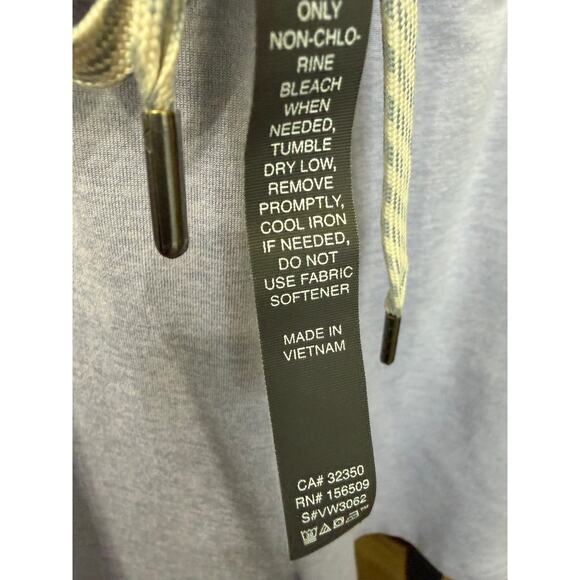 ONLY
NON-CHLO-
RINE
BLEACH
WHEN
NEEDED,
TUMBLE
DRY LOW,
REMOVE
PROMPTLY,
COOL IRON
IF NEEDED,
DO NOT
USE FABRIC
SOFTENER
MADE IN
VIETNAM
CA# 32350
RN# 156509
S#VW3062
™